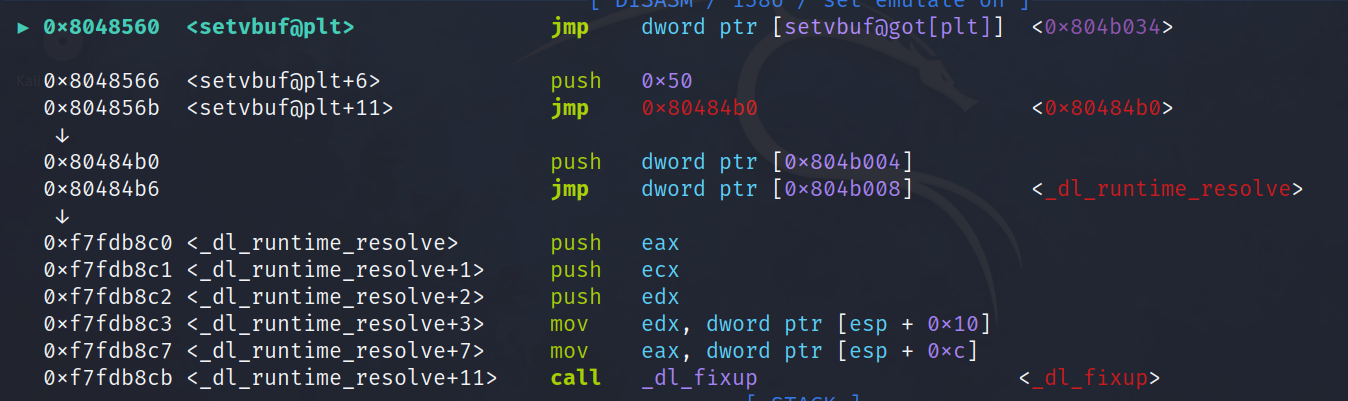 [ DISASM / i386 / set emulate on ]
► 0×8048560 <setvbuf@plt> jmp dword ptr [setvbuf@got[plt]] <0×804b034>
0×8048566 <setvbuf@plt+6> push 0×50
0×804856b <setvbuf@plt+11> jmp 0×80484b0 <0×80484b0>
↓
0×80484b0 push dword ptr [0×804b004]
0×80484b6 jmp dword ptr [0×804b008] <_dl_runtime_resolve>
↓
0×f7fdb8c0 <_dl_runtime_resolve> push eax
0×f7fdb8c1 <_dl_runtime_resolve+1> push ecx
0×f7fdb8c2 <_dl_runtime_resolve+2> push edx
0×f7fdb8c3 <_dl_runtime_resolve+3> mov edx, dword ptr [esp + 0×10]
0×f7fdb8c7 <_dl_runtime_resolve+7> mov eax, dword ptr [esp + 0×c]
0×f7fdb8cb <_dl_runtime_resolve+11> call _dl_fixup <_dl_fixup>
[ STACK ]